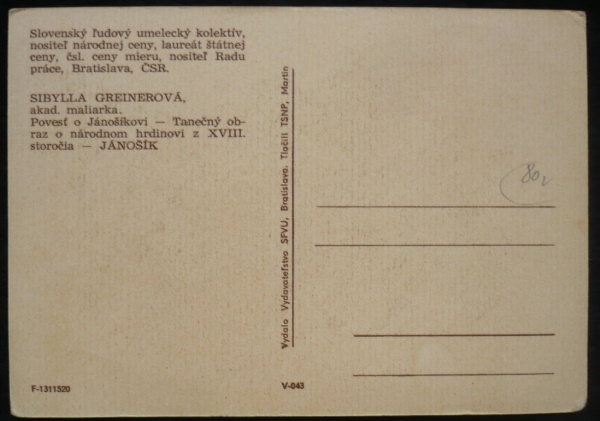 Slovenský ľudový umelecký kolektív,
nositeľ národnej ceny, laureát štátnej
ceny, čsl. ceny mieru, nositeľ Radu
práce, Bratislava, ČSR.
SIBYLLA GREINEROVÁ,
akad. maliarka.
Povesť o Jánošíkovi — Tanečný ob-
raz o národnom hrdinovi z XVIII.
storočia — JÁNOŠÍK
Vydalo Vydavateľstvo SFVU, Bratislava. Tlačili TSNP, Martin
F-1311520
V-043